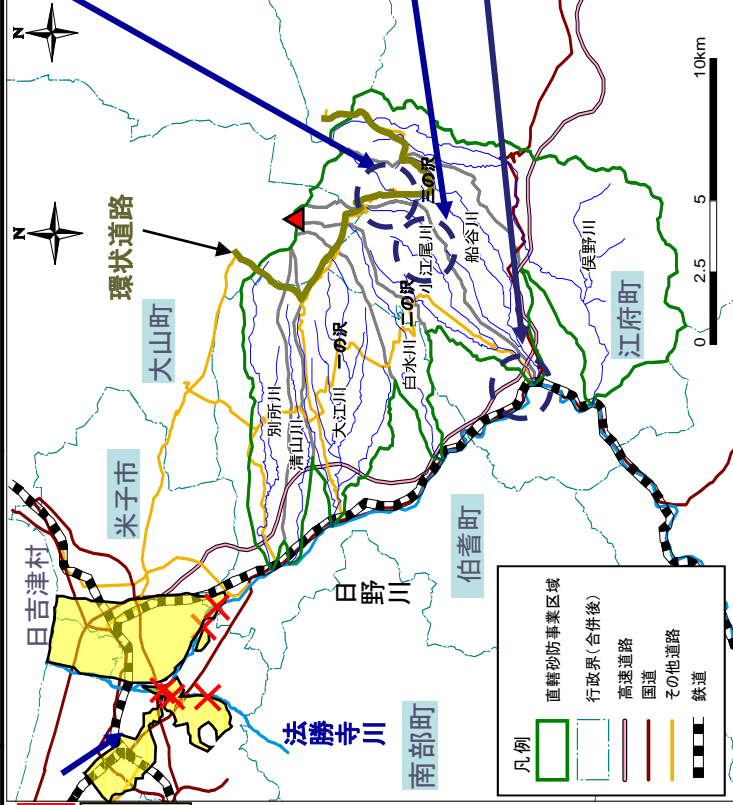 N
N
環状道路
大山町
米子市
日吉津村
三の沢
小江尾川
船谷川
俣野川
二の沢
一の沢
白水川
大江川
別所川
清山川
江府町
伯耆町
日野川
法勝寺川
南部町
0
2.5
5
10km
凡例
直轄砂防事業区域
行政界(合併後)
高速道路
国道
その他道路
鉄道